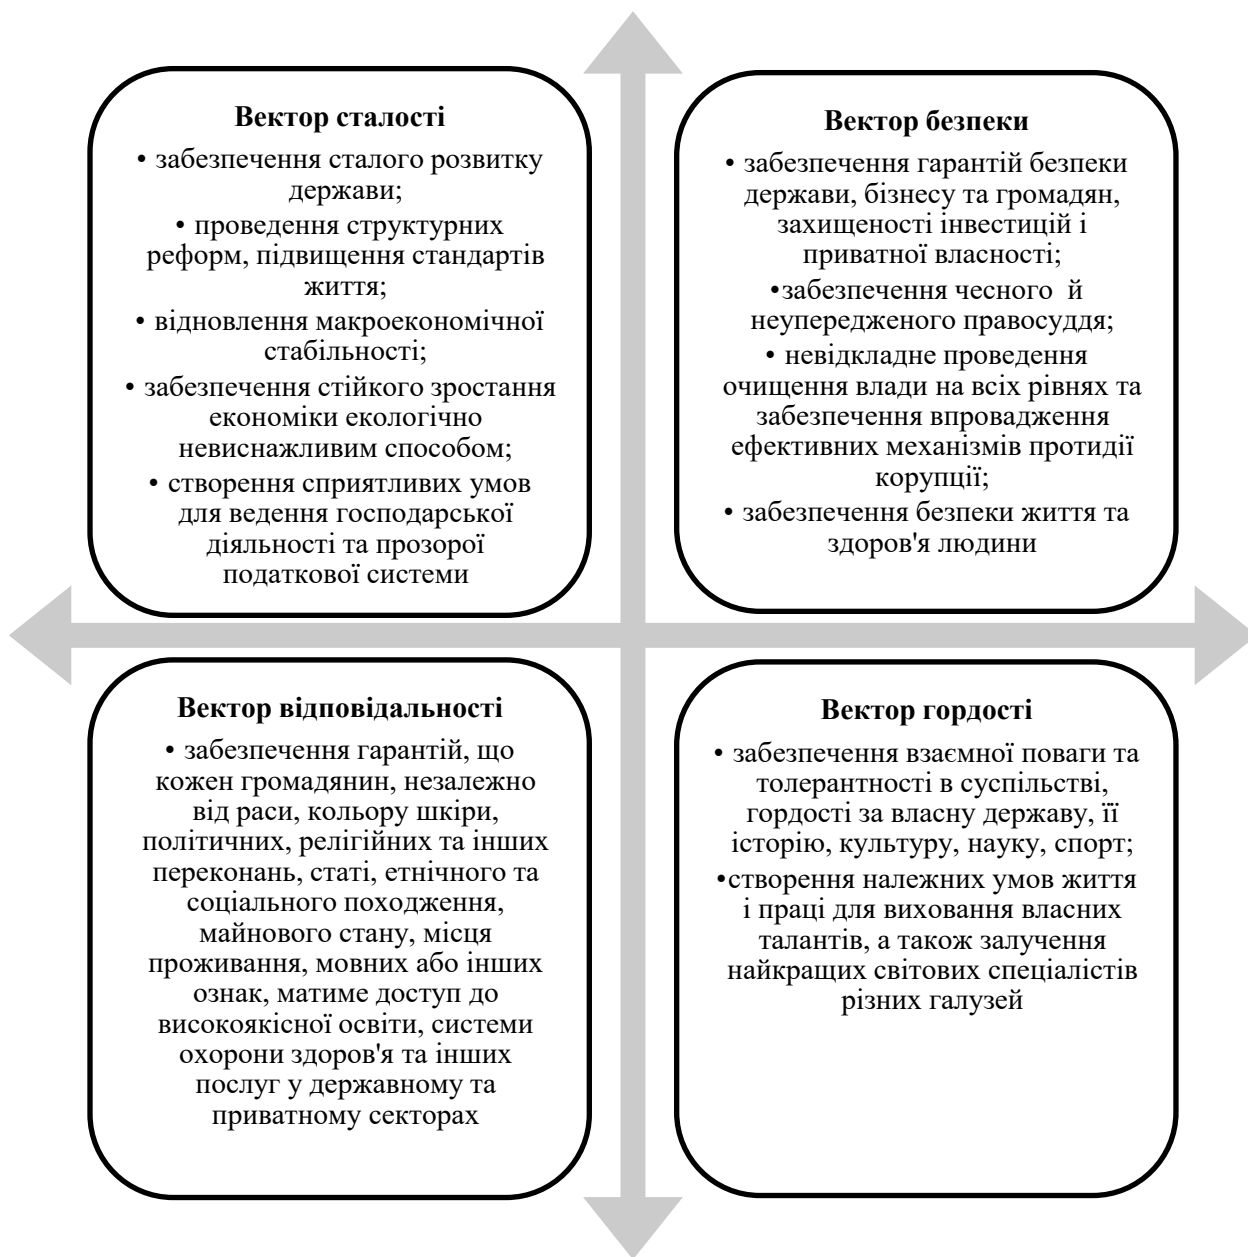 Вектор сталості
• забезпечення сталого розвитку
держави;
• проведення структурних
реформ, підвищення стандартів
життя;
• відновлення макроекономічної
стабільності;
• забезпечення стійкого зростання
економіки екологічно
невиснажливим способом;
• створення сприятливих умов
для ведення господарської
діяльності та прозорої
податкової системи
Вектор безпеки
• забезпечення гарантій безпеки
держави, бізнесу та громадян,
захищеності інвестицій і
приватної власності;
•забезпечення чесного  й
неупередженого правосуддя;
• невідкладне проведення
очищення влади на всіх рівнях та
забезпечення впровадження
ефективних механізмів протидії
корупції;
• забезпечення безпеки життя та
здоров'я людини
Вектор відповідальності
• забезпечення гарантій, що
кожен громадянин, незалежно
від раси, кольору шкіри,
політичних, релігійних та інших
переконань, статі, етнічного та
соціального походження,
майнового стану, місця
проживання, мовних або інших
ознак, матиме доступ до
високоякісної освіти, системи
охорони здоров'я та інших
послуг у державному та
приватному секторах
Вектор гордості
• забезпечення взаємної поваги та
толерантності в суспільстві,
гордості за власну державу, її
історію, культуру, науку, спорт;
•створення належних умов життя
і праці для виховання власних
талантів, а також залучення
найкращих світових спеціалістів
різних галузей